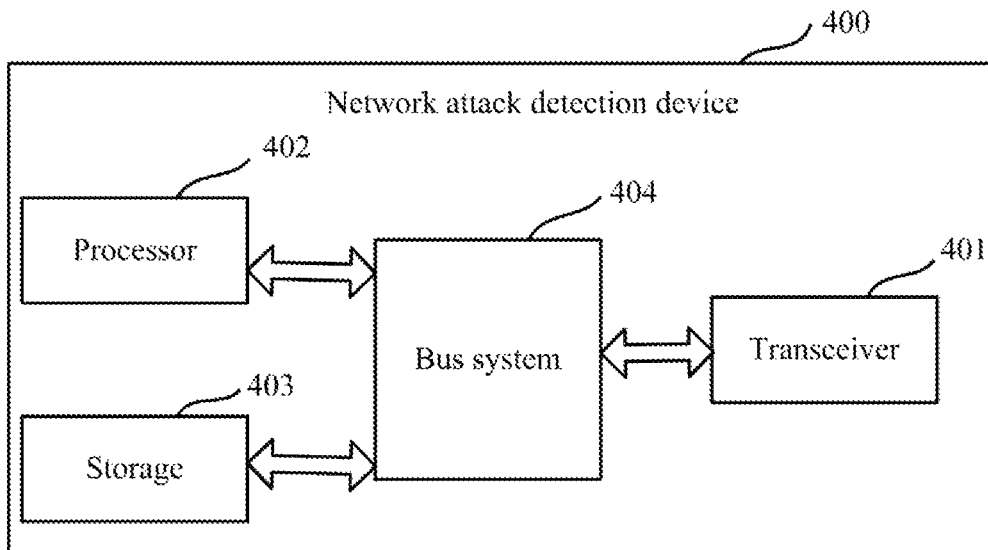 400
Network attack detection device
402
Processor
404
Bus system
401
Transceiver
403
Storage